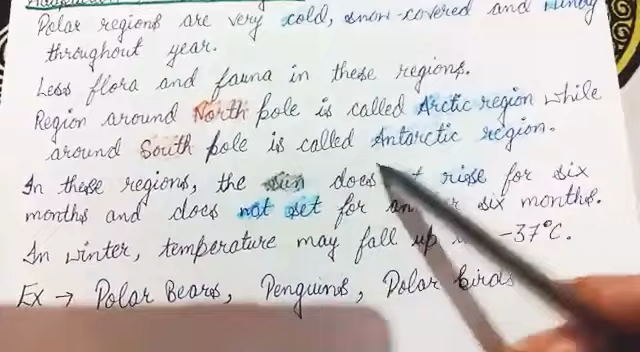 Polar regions are very cold, snow-covered and windy
throughout year.
Less flora and fauna in these regions.
Region around North pole is called Arctic region while
around South pole is called Antarctic region.
In these regions, the sun does rise for six
months and does not set for six months.
In winter, temperature may fall up -37°C.
Ex → Polar Bears, Penguins, Polar birds